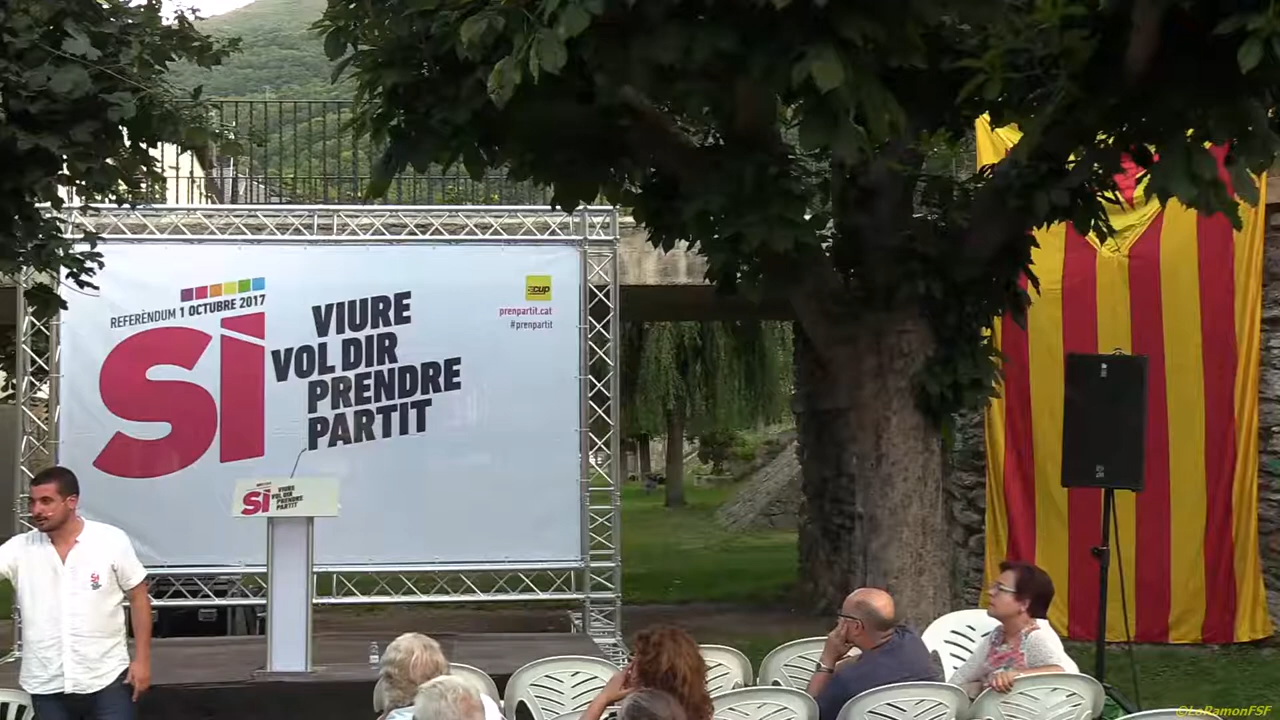 REFERÈNDUM 1 OCTUBRE 2017
SÍ
VIURE
VOL DIR
PRENDRE
PARTIT
cup
prenpartit.cat
#prenpartit
SÍ
VIURE
VOL DIR
PRENDRE
PARTIT
SÍ
©LoRamonFSF